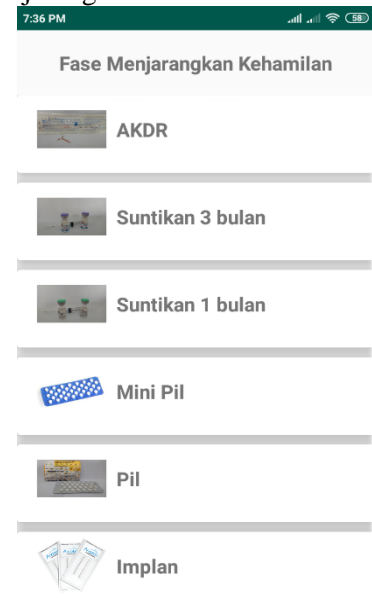 7:36 PM
58
Fase Menjarangkan Kehamilan
AKDR
Suntikan 3 bulan
Suntikan 1 bulan
Mini Pil
Pil
Implan